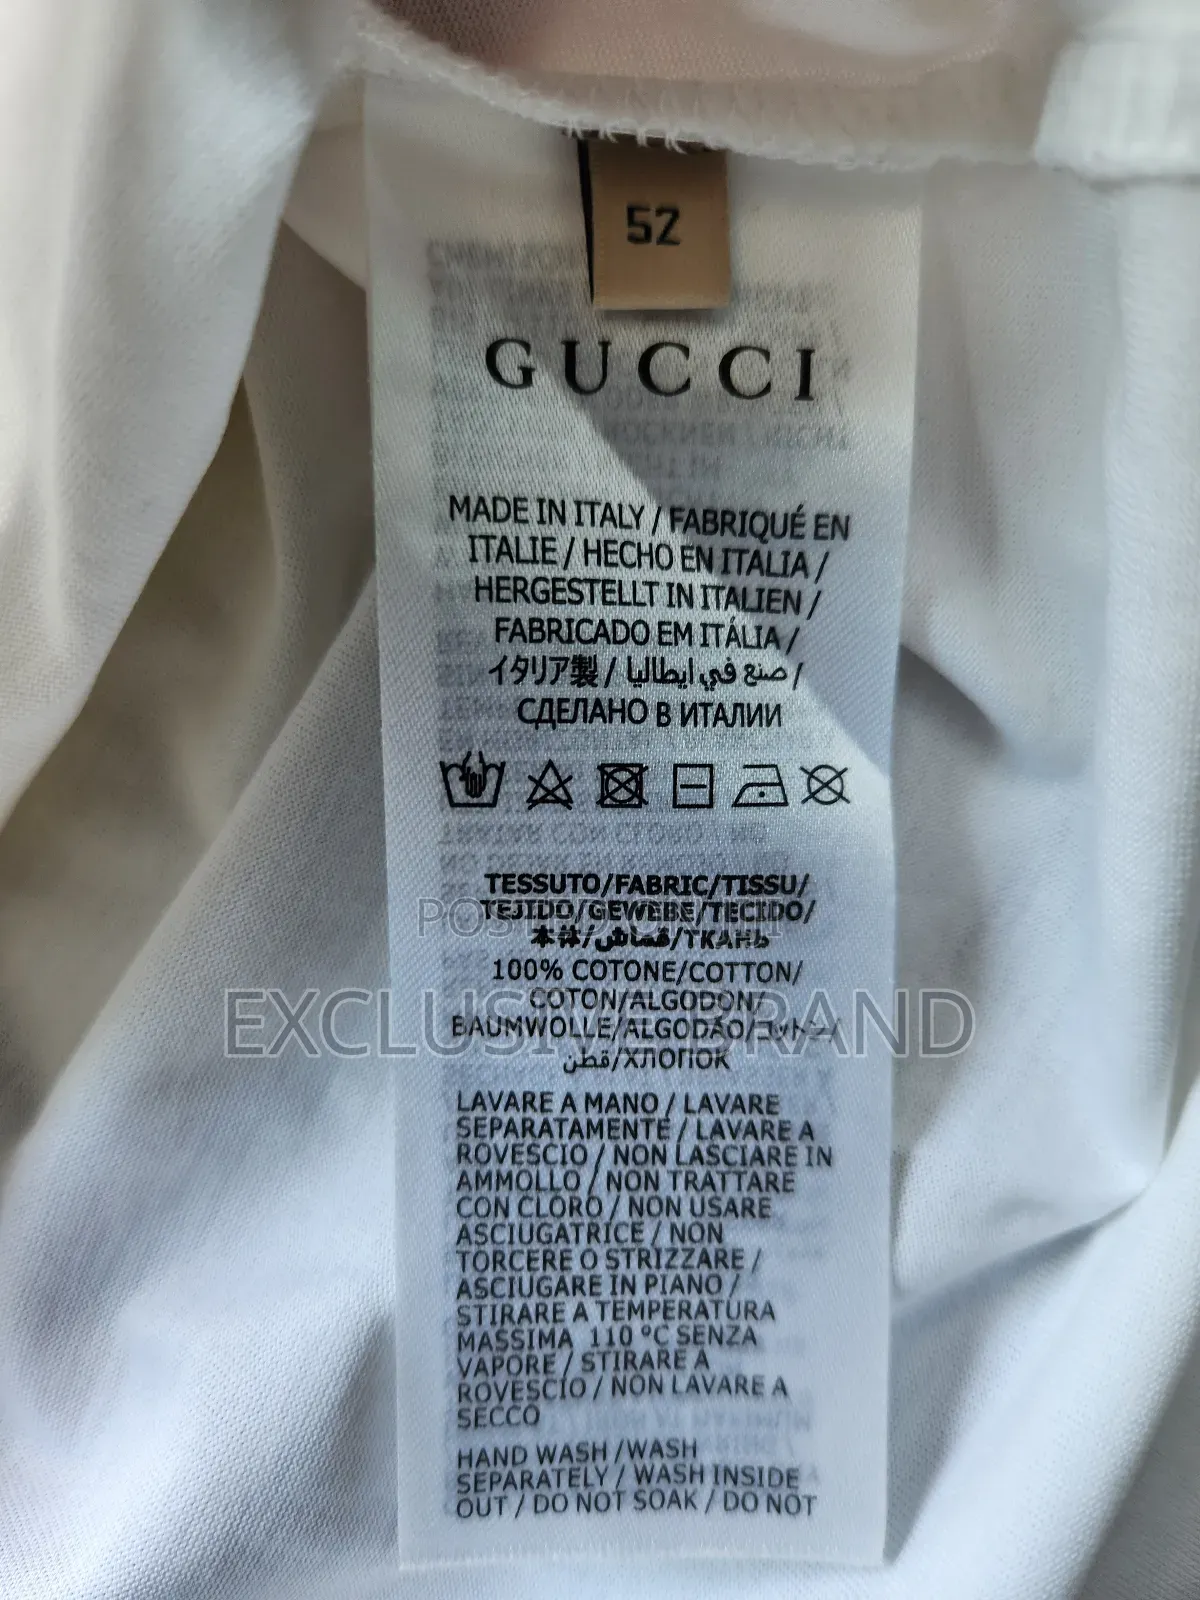 52
GUCCI
MADE IN ITALY / FABRIQUÉ EN
ITALIE / HECHO EN ITALIA /
HERGESTELLT IN ITALIEN /
FABRICADO EM ITÁLIA /
イタリア製 / صنع في ايطاليا /
СДЕЛАНО В ИТАЛИИ
TESSUTO/FABRIC/TISSU/
TEJIDO/GEWEBE/TECIDO/
本体/قماش/ТКАНЬ
100% COTONE/COTTON/
COTON/ALGODON/
EXCLUSIVE BRAND
BAUMWOLLE/ALGODÃO/コットン/
قطن/ХЛОПОК
LAVARE A MANO / LAVARE
SEPARATAMENTE / LAVARE A
ROVESCIO / NON LASCIARE IN
AMMOLLO / NON TRATTARE
CON CLORO / NON USARE
ASCIUGATRICE / NON
TORCERE O STRIZZARE /
ASCIUGARE IN PIANO /
STIRARE A TEMPERATURA
MASSIMA 110 °C SENZA
VAPORE / STIRARE A
ROVESCIO / NON LAVARE A
SECCO
HAND WASH /WASH
SEPARATELY / WASH INSIDE
OUT / DO NOT SOAK / DO NOT